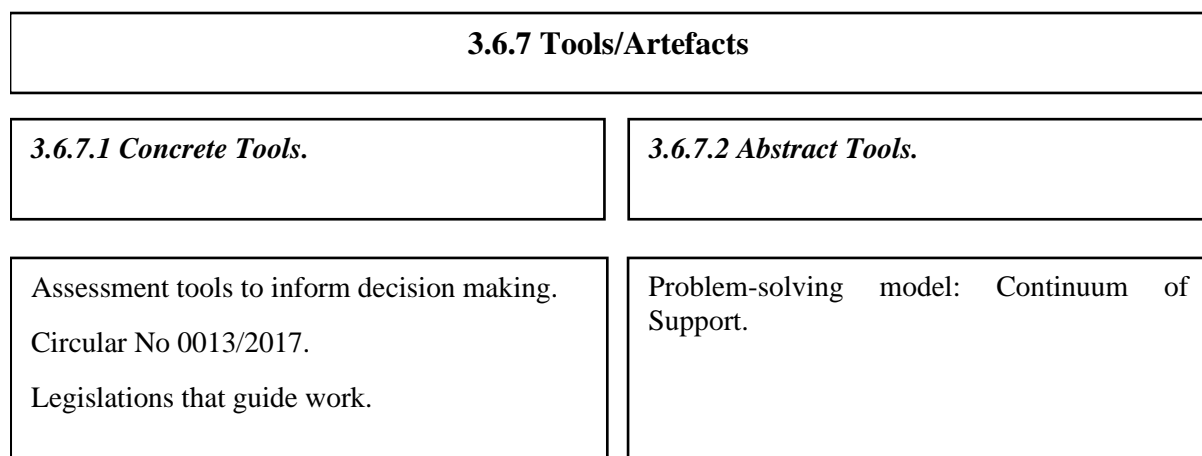 3.6.7 Tools/Artefacts
3.6.7.1 Concrete Tools.
3.6.7.2 Abstract Tools.
Assessment tools to inform decision making.
Circular No 0013/2017.
Legislations that guide work.
Problem-solving model: Continuum of
Support.